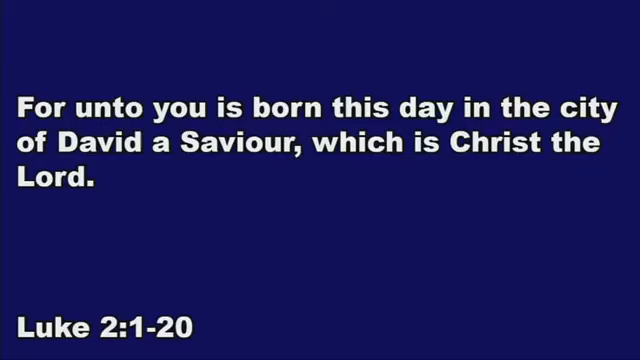 For unto you is born this day in the city
of David a Saviour, which is Christ the
Lord.
Luke 2:1-20